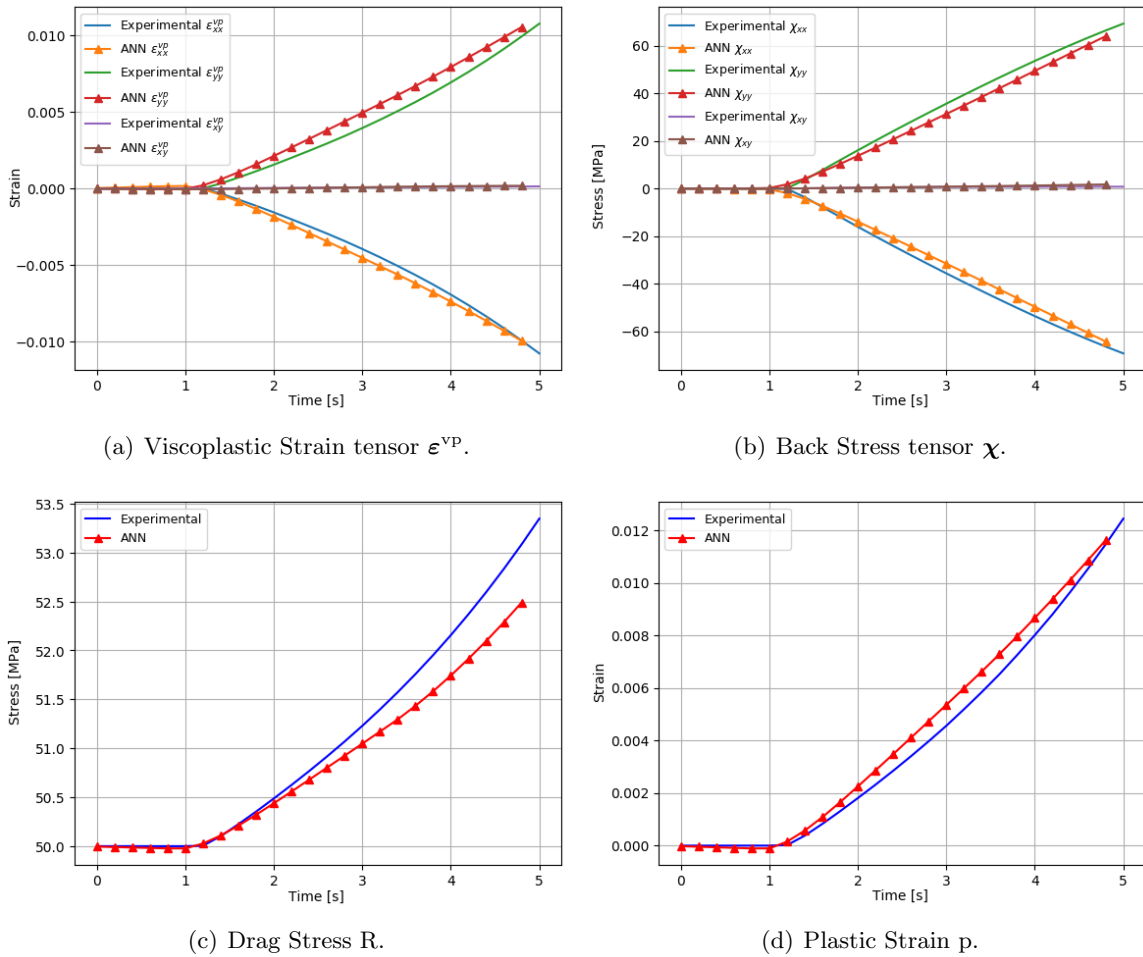 Experimental ε^vp_xx
ANN ε^vp_xx
Experimental ε^vp_yy
ANN ε^vp_yy
Experimental ε^vp_xy
ANN ε^vp_xy
0.010
0.005
0.000
−0.005
−0.010
Strain
0 1 2 3 4 5
Time [s]
(a) Viscoplastic Strain tensor ε^vp.
Experimental χ_xx
ANN χ_xx
Experimental χ_yy
ANN χ_yy
Experimental χ_xy
ANN χ_xy
60
40
20
0
−20
−40
−60
Stress [MPa]
0 1 2 3 4 5
Time [s]
(b) Back Stress tensor χ.
Experimental
ANN
53.5
53.0
52.5
52.0
51.5
51.0
50.5
50.0
Stress [MPa]
0 1 2 3 4 5
Time [s]
(c) Drag Stress R.
Experimental
ANN
0.012
0.010
0.008
0.006
0.004
0.002
0.000
Strain
0 1 2 3 4 5
Time [s]
(d) Plastic Strain p.